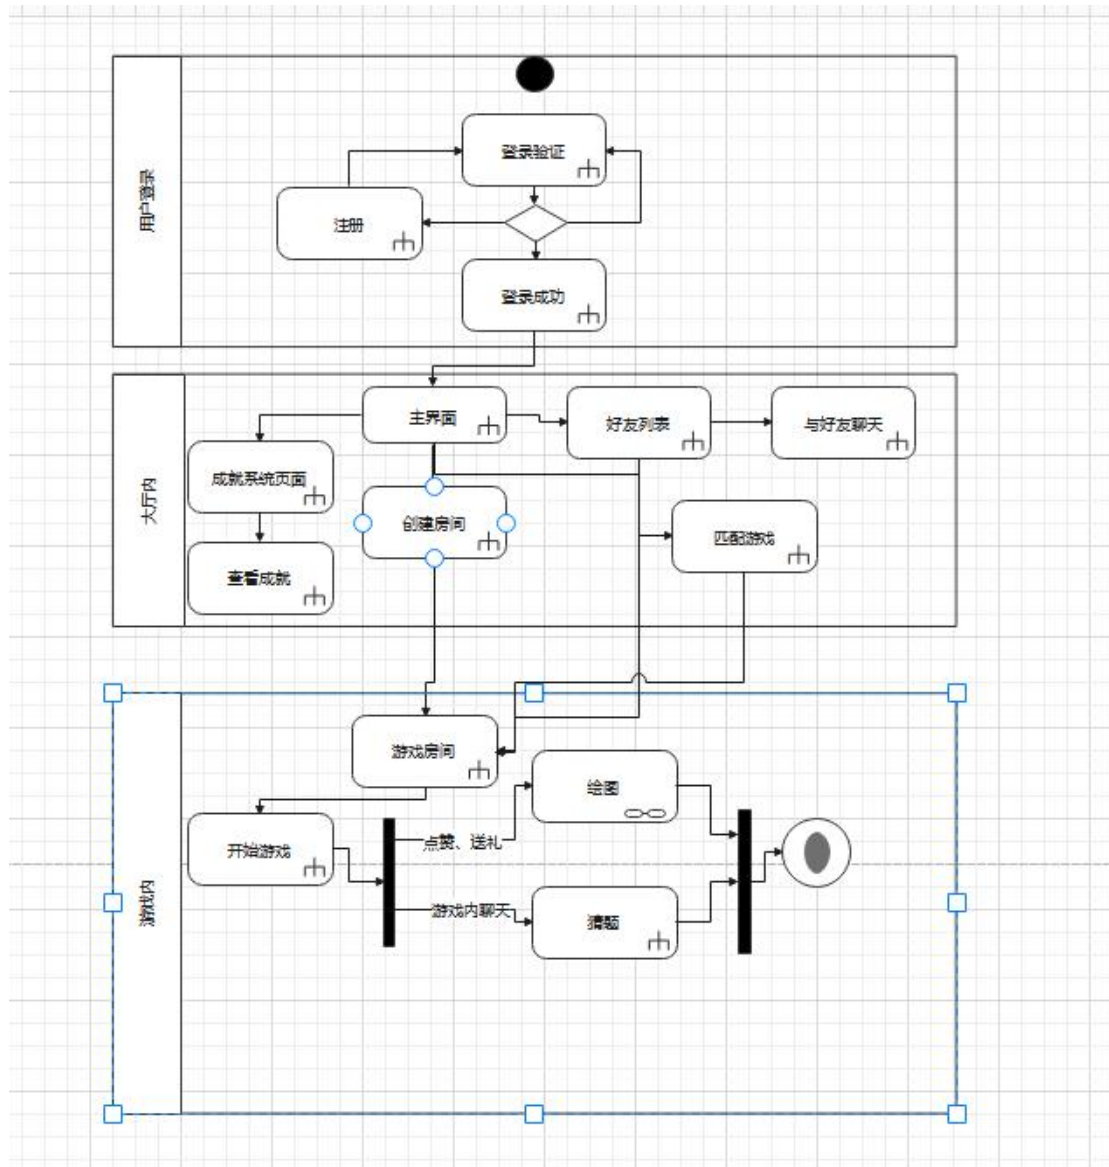 用户登录
登录验证
注册
登录成功
大厅内
主界面
好友列表
与好友聊天
成就系统页面
创建房间
匹配游戏
查看成就
游戏内
游戏房间
绘图
点赞、送礼
开始游戏
游戏内聊天
猜题